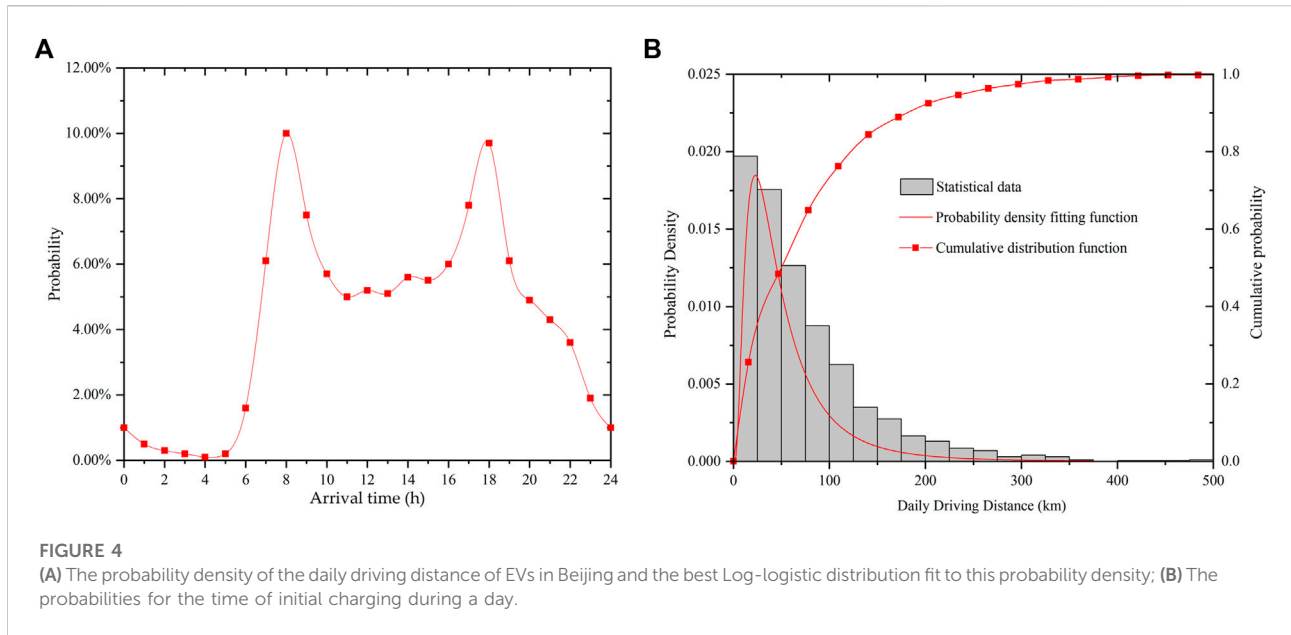 A
12.00%
10.00%
8.00%
6.00%
4.00%
2.00%
0.00%
Probability
0 2 4 6 8 10 12 14 16 18 20 22 24
Arrival time (h)
B
0.025
0.020
0.015
0.010
0.005
0.000
Probability Density
Statistical data
Probability density fitting function
Cumulative distribution function
1.0
0.8
0.6
0.4
0.2
0.0
Cumulative probability
0 100 200 300 400 500
Daily Driving Distance (km)
FIGURE 4
(A) The probability density of the daily driving distance of EVs in Beijing and the best Log-logistic distribution fit to this probability density; (B) The
probabilities for the time of initial charging during a day.